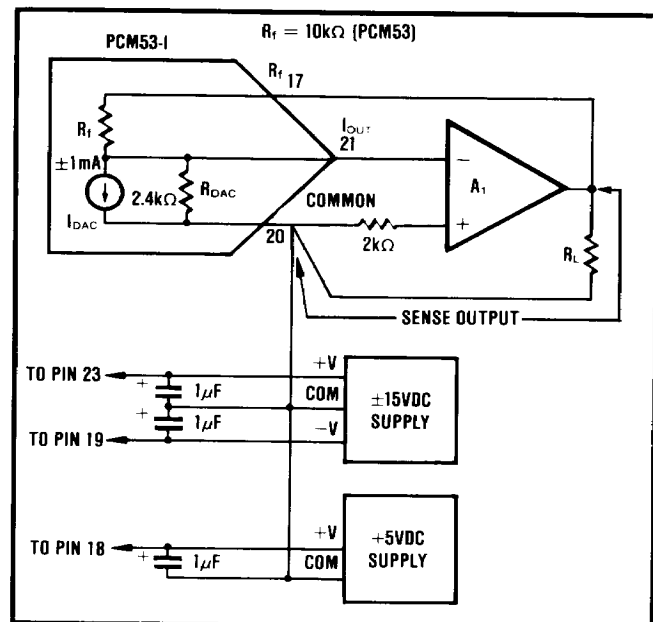 PCM53-I
Rf = 10kΩ (PCM53)
Rf 17
Rf
IOUT
21
±1mA
RDAC
2.4kΩ
IDAC
COMMON
20
2kΩ
−
A1
+
RL
SENSE OUTPUT
TO PIN 23
+
1μF
+V
COM
±15VDC
SUPPLY
+
1μF
−V
TO PIN 19
TO PIN 18
+
1μF
+V
COM
+5VDC
SUPPLY